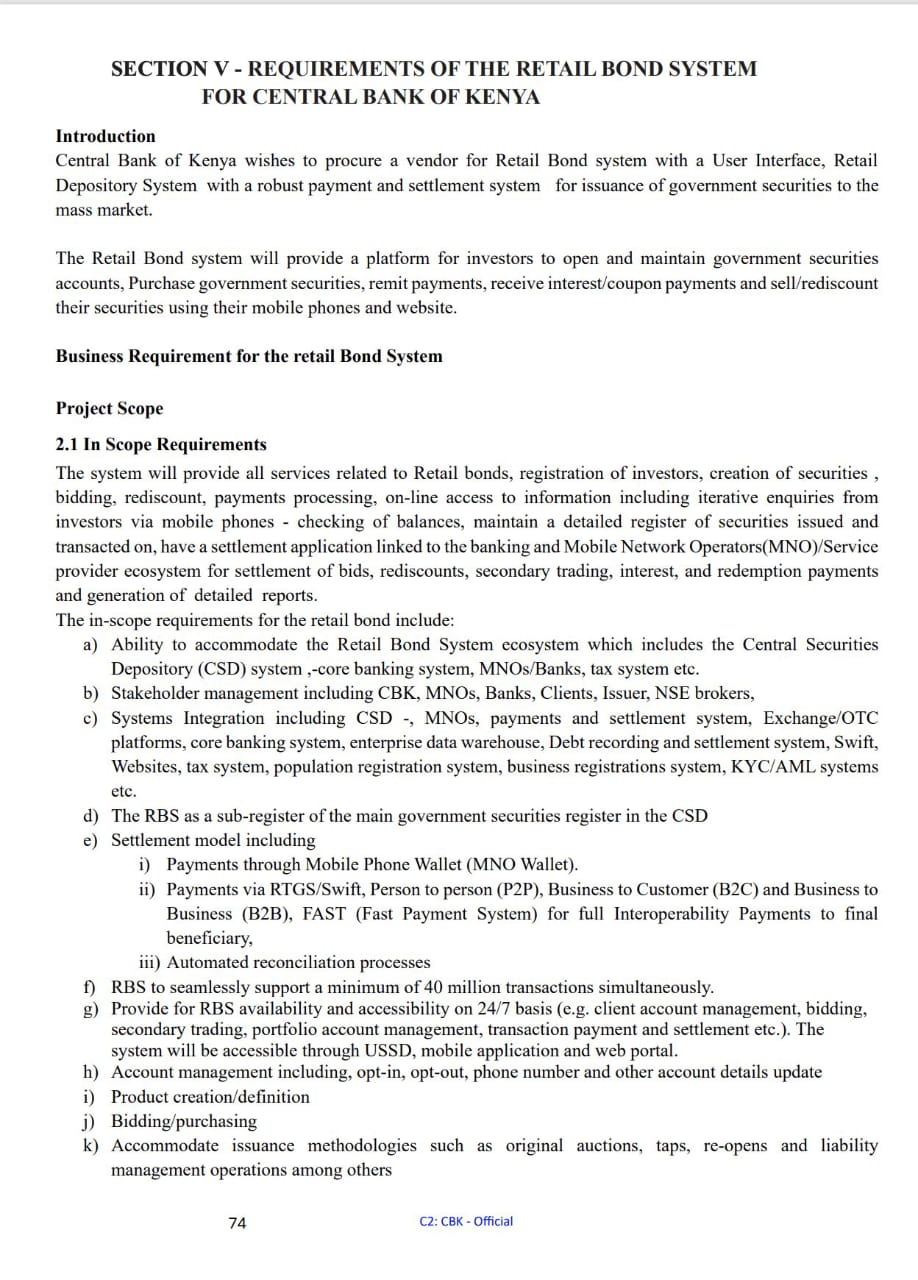 SECTION V - REQUIREMENTS OF THE RETAIL BOND SYSTEM
FOR CENTRAL BANK OF KENYA
Introduction
Central Bank of Kenya wishes to procure a vendor for Retail Bond system with a User Interface, Retail
Depository System with a robust payment and settlement system for issuance of government securities to the
mass market.
The Retail Bond system will provide a platform for investors to open and maintain government securities
accounts, Purchase government securities, remit payments, receive interest/coupon payments and sell/rediscount
their securities using their mobile phones and website.
Business Requirement for the retail Bond System
Project Scope
2.1 In Scope Requirements
The system will provide all services related to Retail bonds, registration of investors, creation of securities ,
bidding, rediscount, payments processing, on-line access to information including iterative enquiries from
investors via mobile phones - checking of balances, maintain a detailed register of securities issued and
transacted on, have a settlement application linked to the banking and Mobile Network Operators(MNO)/Service
provider ecosystem for settlement of bids, rediscounts, secondary trading, interest, and redemption payments
and generation of detailed reports.
The in-scope requirements for the retail bond include:
a) Ability to accommodate the Retail Bond System ecosystem which includes the Central Securities
Depository (CSD) system ,-core banking system, MNOs/Banks, tax system etc.
b) Stakeholder management including CBK, MNOs, Banks, Clients, Issuer, NSE brokers,
c) Systems Integration including CSD -, MNOs, payments and settlement system, Exchange/OTC
platforms, core banking system, enterprise data warehouse, Debt recording and settlement system, Swift,
Websites, tax system, population registration system, business registrations system, KYC/AML systems
etc.
d) The RBS as a sub-register of the main government securities register in the CSD
e) Settlement model including
i) Payments through Mobile Phone Wallet (MNO Wallet).
ii) Payments via RTGS/Swift, Person to person (P2P), Business to Customer (B2C) and Business to
Business (B2B), FAST (Fast Payment System) for full Interoperability Payments to final
beneficiary,
iii) Automated reconciliation processes
f) RBS to seamlessly support a minimum of 40 million transactions simultaneously.
g) Provide for RBS availability and accessibility on 24/7 basis (e.g. client account management, bidding,
secondary trading, portfolio account management, transaction payment and settlement etc.). The
system will be accessible through USSD, mobile application and web portal.
h) Account management including, opt-in, opt-out, phone number and other account details update
i) Product creation/definition
j) Bidding/purchasing
k) Accommodate issuance methodologies such as original auctions, taps, re-opens and liability
management operations among others
74
C2: CBK - Official